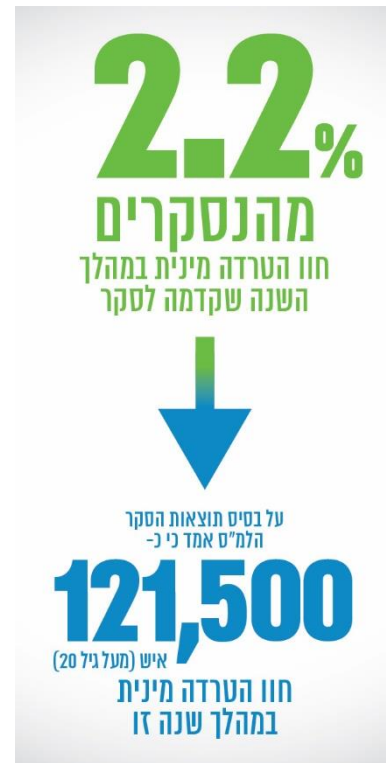 2.2%
מהנסקרים
חוו הטרדה מינית במהלך
השנה שקדמה לסקר
על בסיס תוצאות הסקר
הלמ"ס אמד כי כ-
121,500
איש (מעל גיל 20)
חוו הטרדה מינית
במהלך שנה זו